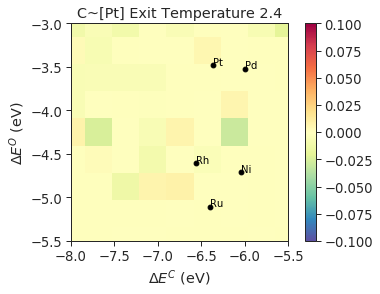 C~[Pt] Exit Temperature 2.4
−3.0
−3.5
−4.0
−4.5
−5.0
−5.5
ΔE^O (eV)
Pt
Pd
Rh
Ni
Ru
−8.0 −7.5 −7.0 −6.5 −6.0 −5.5
ΔE^C (eV)
0.100
0.075
0.050
0.025
0.000
−0.025
−0.050
−0.075
−0.100